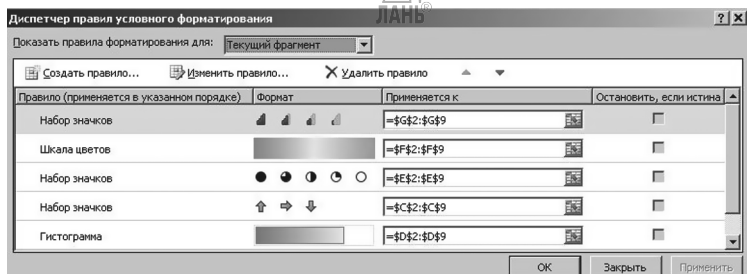 ЛАНЬ®
Диспетчер правил условного форматирования
Показать правила форматирования для: Текущий фрагмент
Создать правило... Изменить правило... Удалить правило
Правило (применяется в указанном порядке) Формат Применяется к Остановить, если истина
Набор значков =$G$2:$G$9
Шкала цветов =$F$2:$F$9
Набор значков =$E$2:$E$9
Набор значков =$C$2:$C$9
Гистограмма =$D$2:$D$9
ОК Закрыть Применить